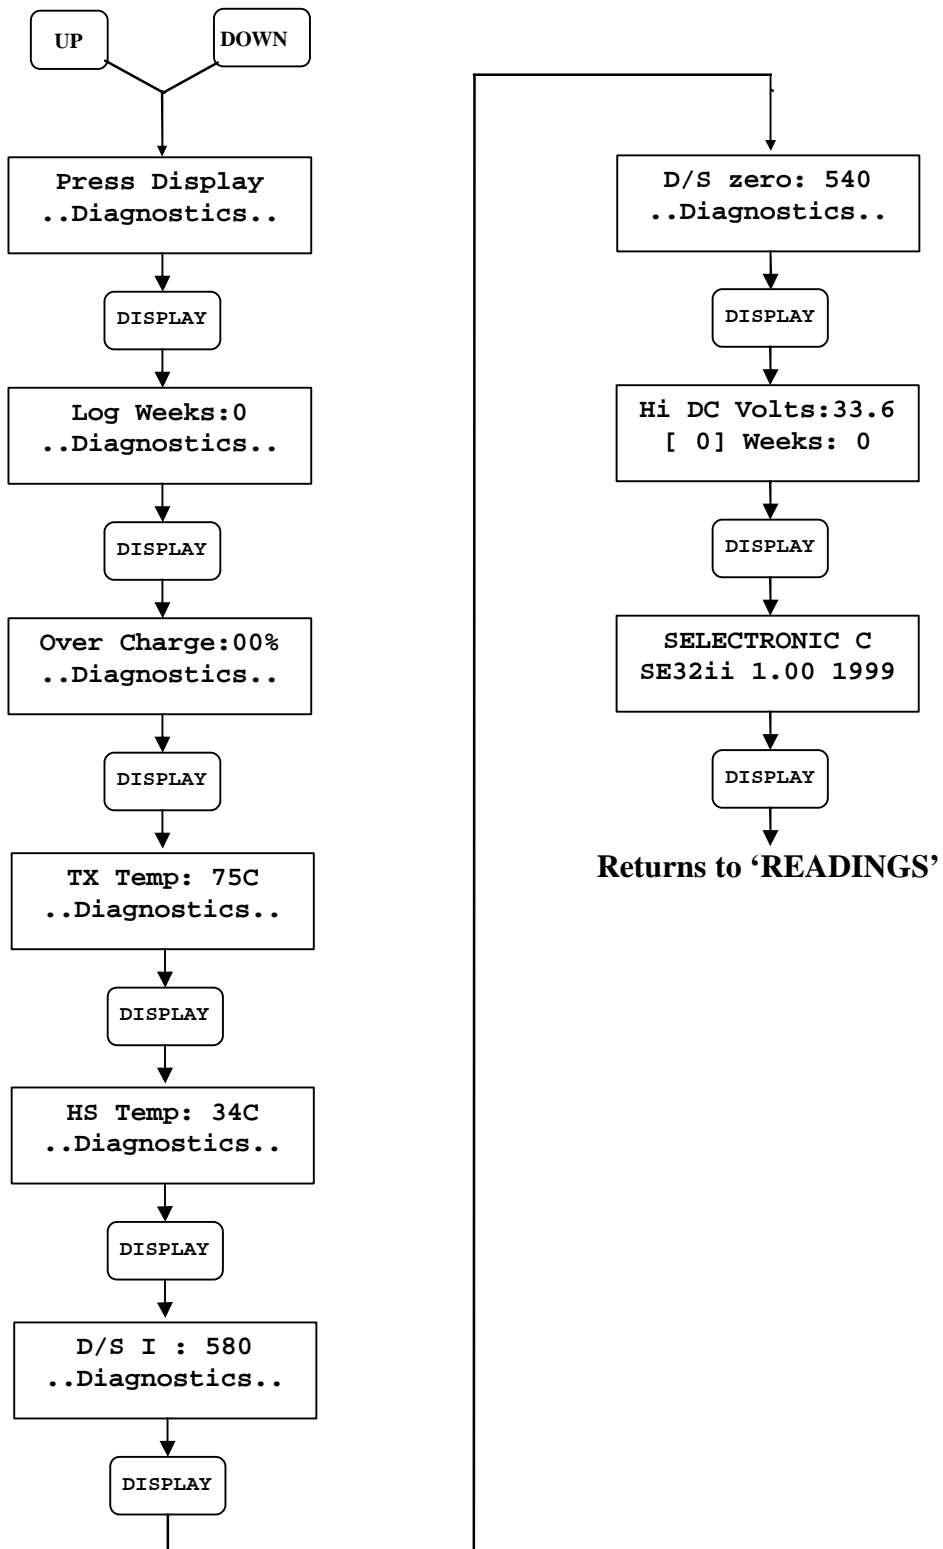 UP
DOWN
Press Display
..Diagnostics..
DISPLAY
Log Weeks:0
..Diagnostics..
DISPLAY
Over Charge:00%
..Diagnostics..
DISPLAY
TX Temp: 75C
..Diagnostics..
DISPLAY
HS Temp: 34C
..Diagnostics..
DISPLAY
D/S I : 580
..Diagnostics..
DISPLAY
D/S zero: 540
..Diagnostics..
DISPLAY
Hi DC Volts:33.6
[ 0] Weeks: 0
DISPLAY
SELECTRONIC C
SE32ii 1.00 1999
DISPLAY
Returns to ‘READINGS’